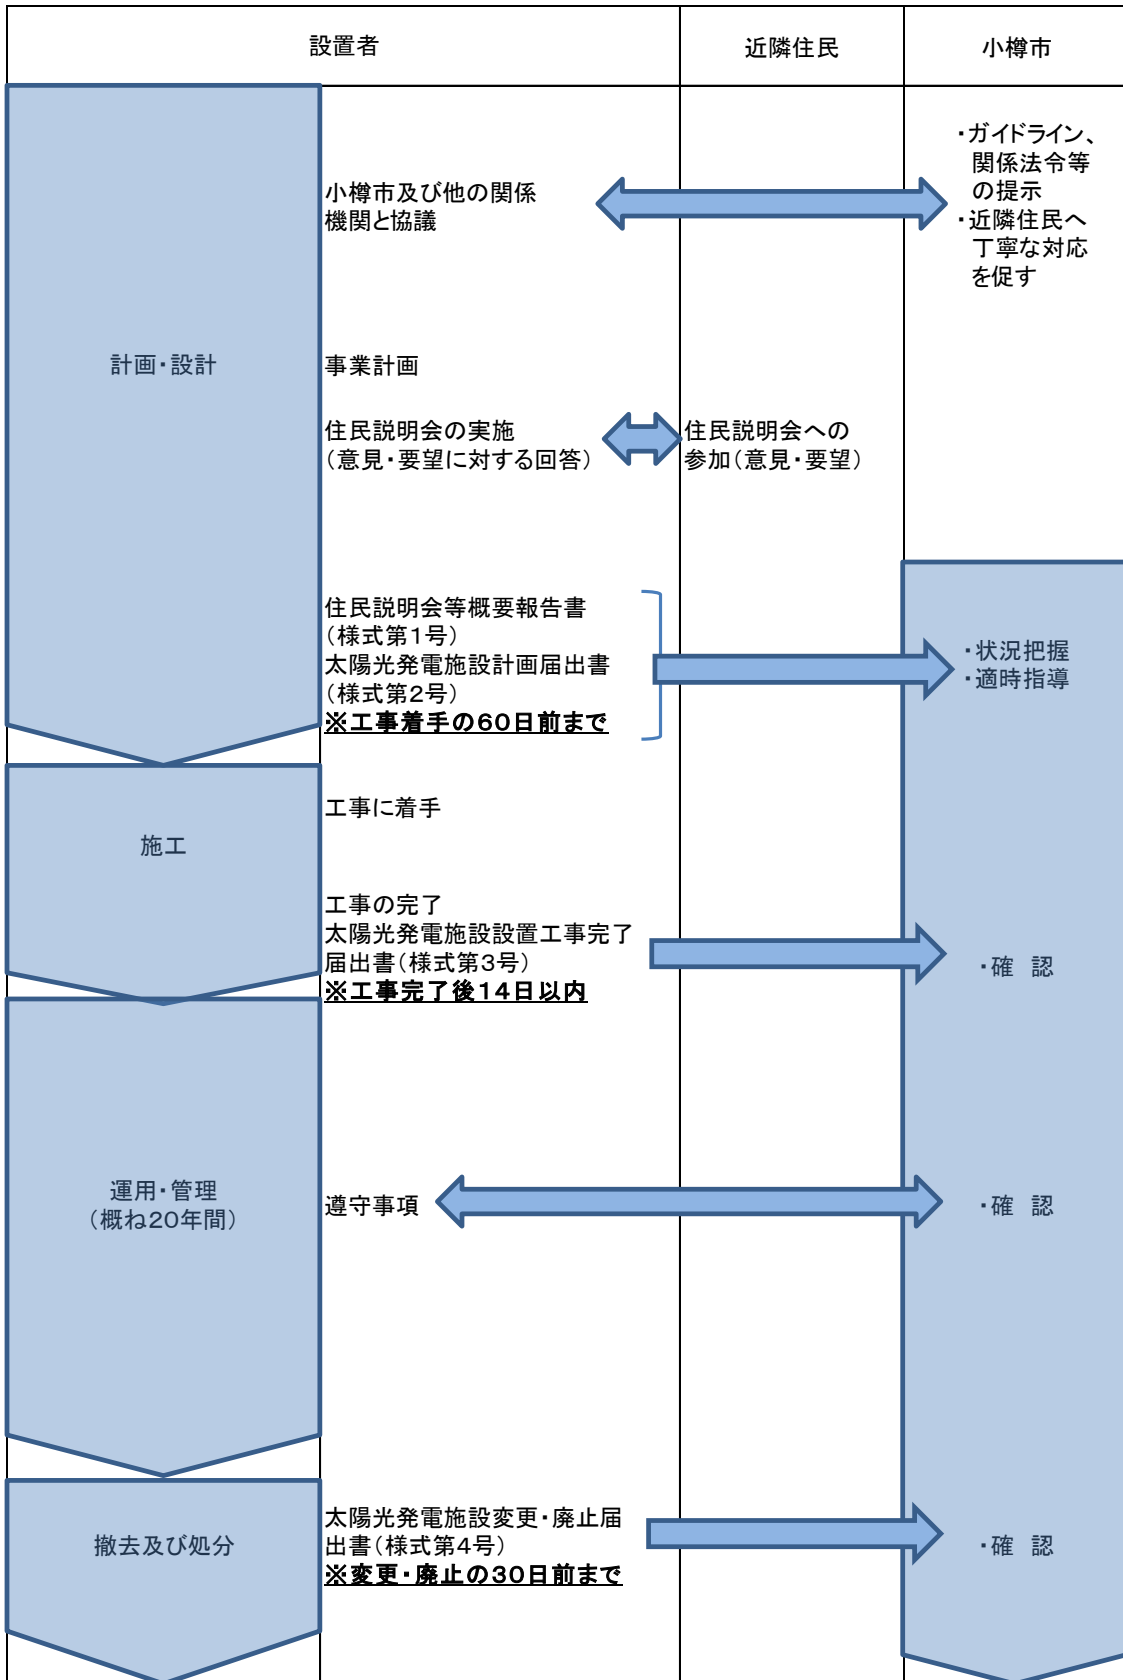 設置者
近隣住民
小樽市
計画・設計
小樽市及び他の関係
機関と協議
・ガイドライン、
関係法令等
の提示
・近隣住民へ
丁寧な対応
を促す
事業計画
住民説明会の実施
（意見・要望に対する回答）
住民説明会への
参加（意見・要望）
住民説明会等概要報告書
（様式第１号）
太陽光発電施設計画届出書
（様式第２号）
※工事着手の６０日前まで
・状況把握
・適時指導
施工
工事に着手
工事の完了
太陽光発電施設設置工事完了
届出書（様式第３号）
※工事完了後１４日以内
・確　認
運用・管理
（概ね２０年間）
遵守事項
・確　認
撤去及び処分
太陽光発電施設変更・廃止届
出書（様式第４号）
※変更・廃止の３０日前まで
・確　認